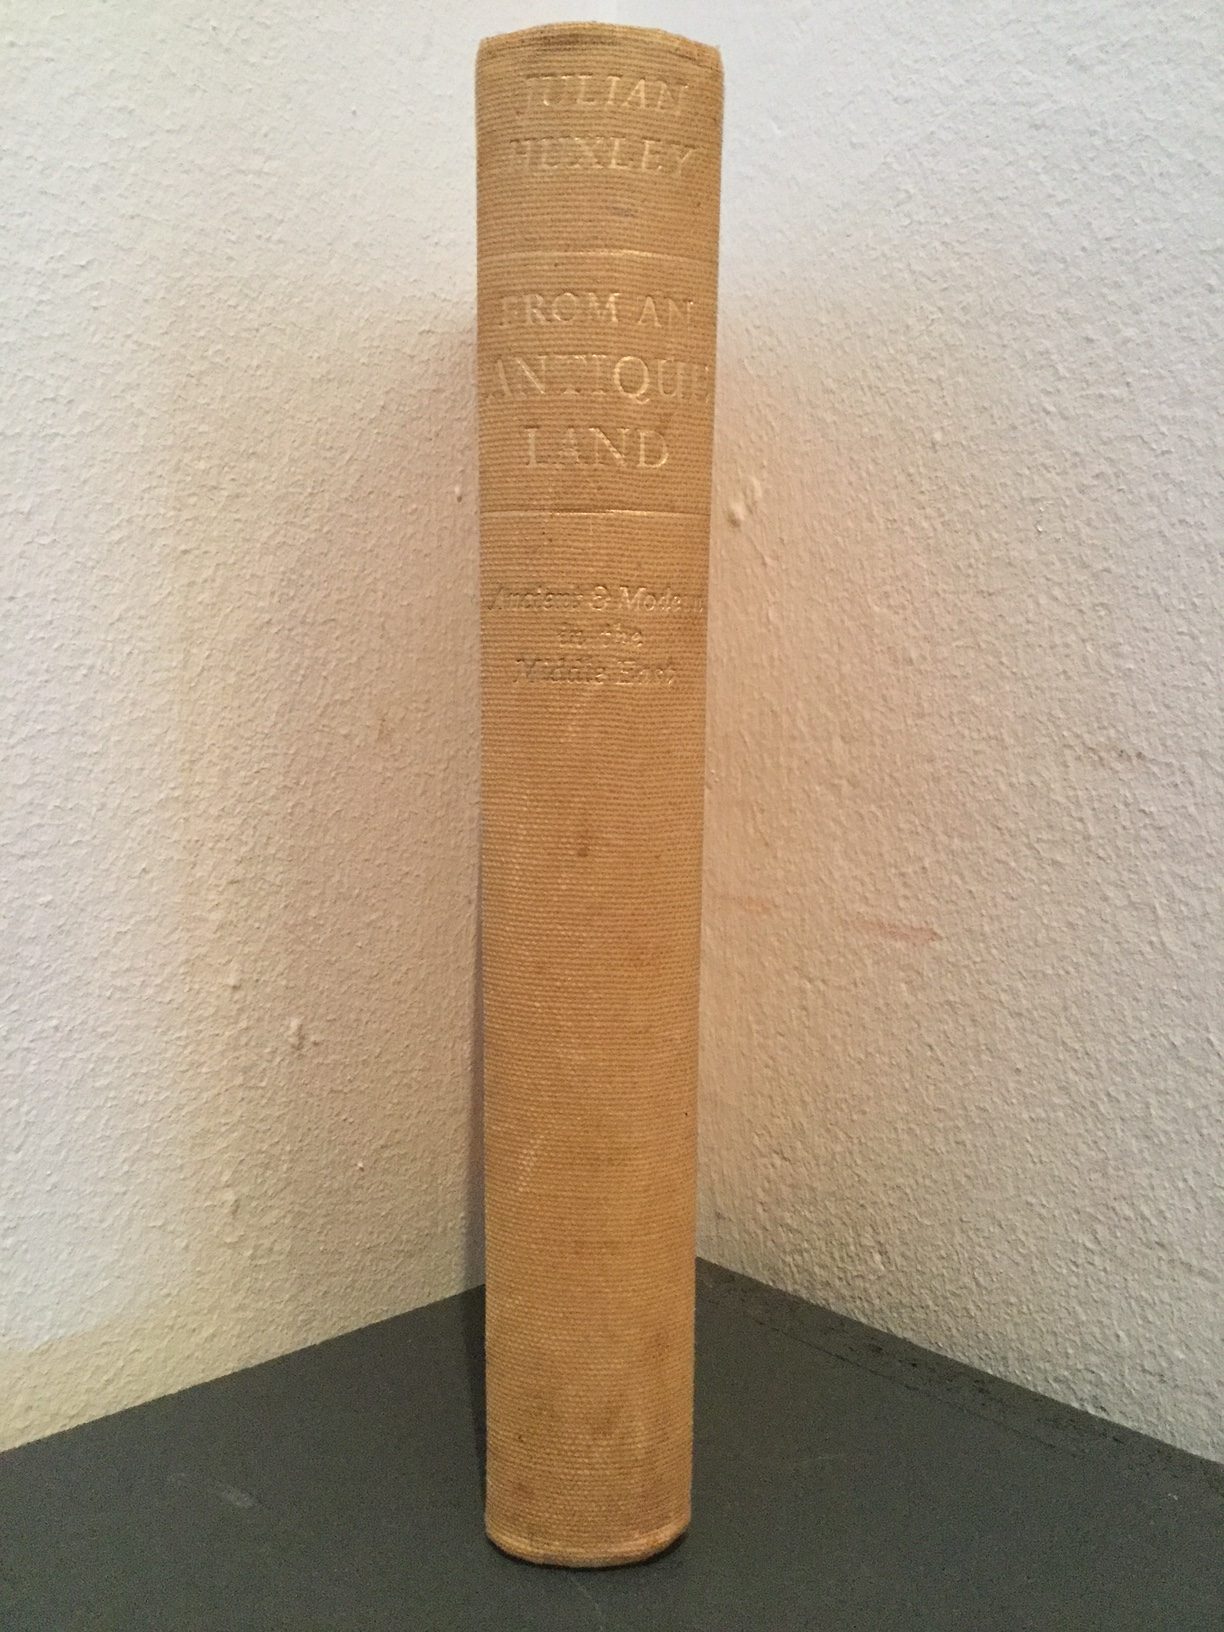 JULIAN
HUXLEY
FROM AN
ANTIQUE
LAND
Ancient & Modern
in the
Middle East